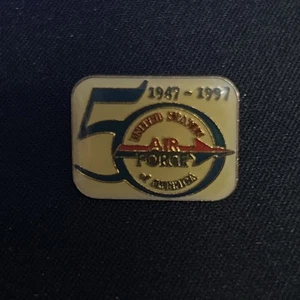 1947 - 1997
50
UNITED STATES
AIR
FORCE
of AMERICA